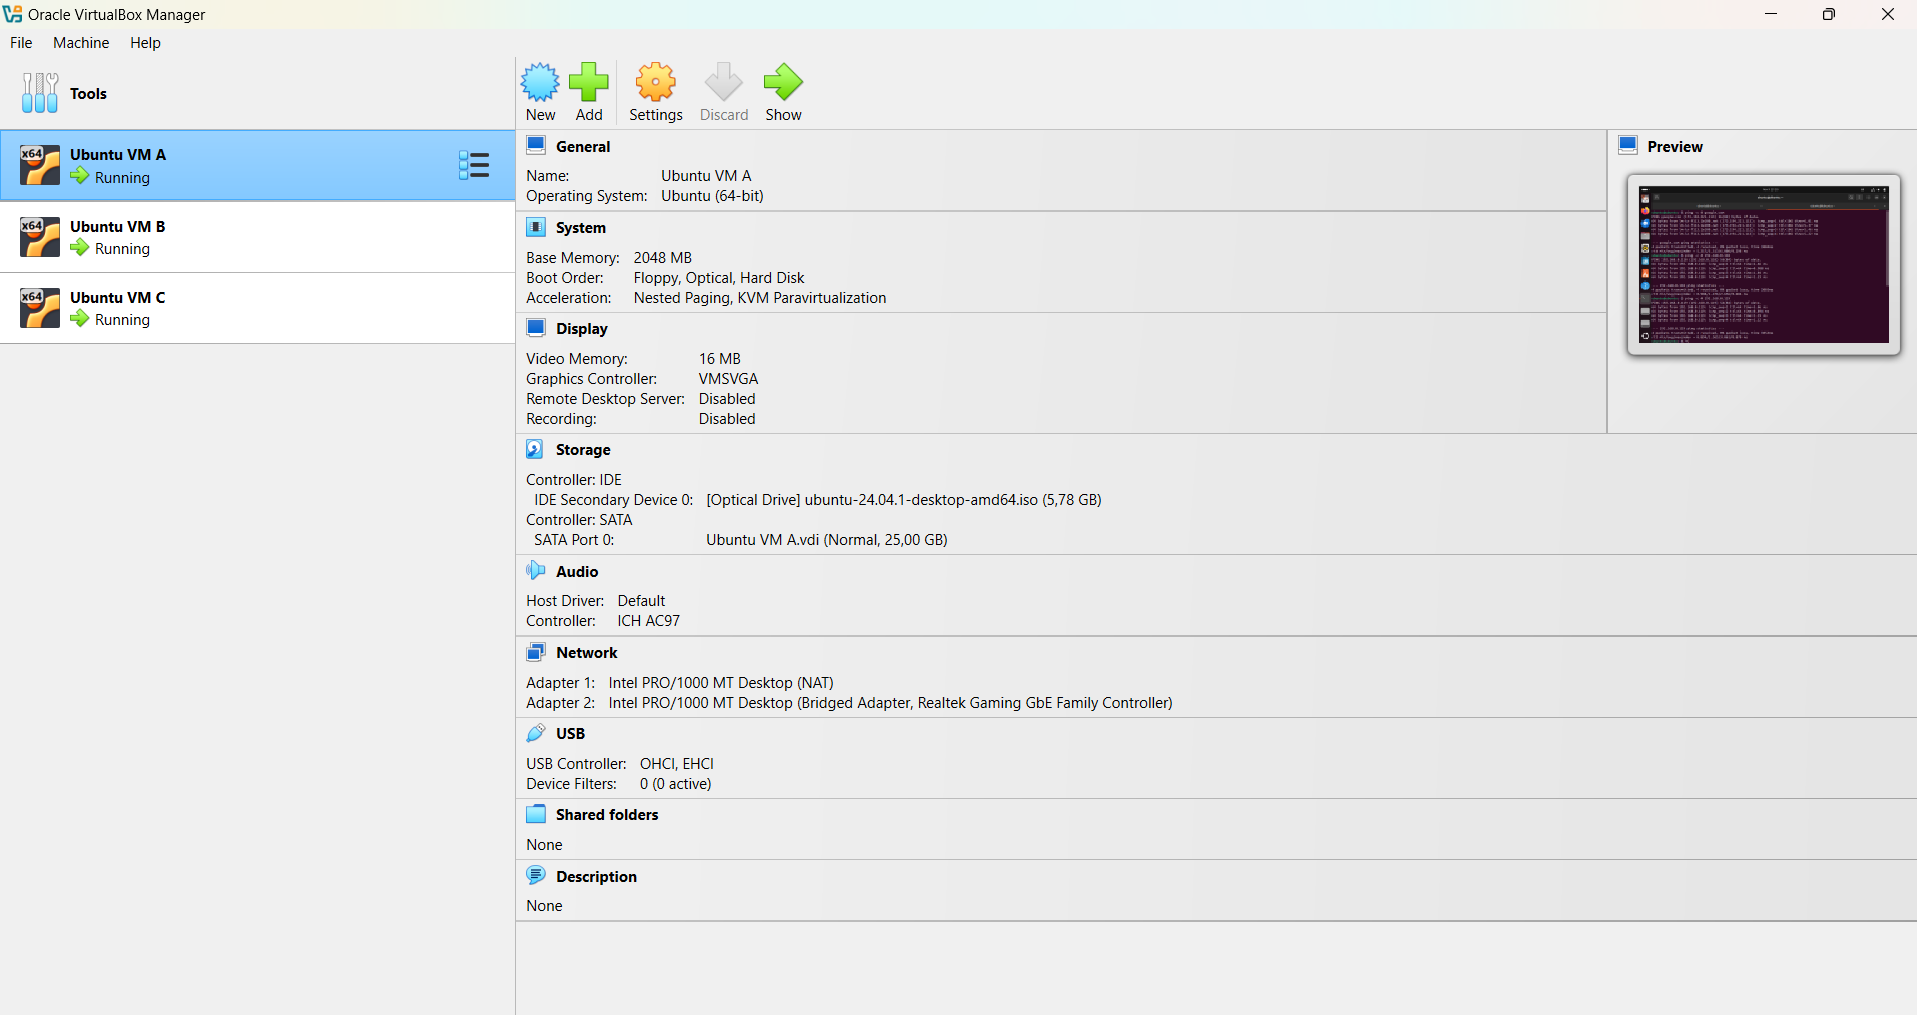 Oracle VirtualBox Manager
File Machine Help
Tools
New Add Settings Discard Show
x64 Ubuntu VM A
Running
x64 Ubuntu VM B
Running
x64 Ubuntu VM C
Running
General
Name: Ubuntu VM A
Operating System: Ubuntu (64-bit)
System
Base Memory: 2048 MB
Boot Order: Floppy, Optical, Hard Disk
Acceleration: Nested Paging, KVM Paravirtualization
Display
Video Memory: 16 MB
Graphics Controller: VMSVGA
Remote Desktop Server: Disabled
Recording: Disabled
Preview
Storage
Controller: IDE
IDE Secondary Device 0: [Optical Drive] ubuntu-24.04.1-desktop-amd64.iso (5,78 GB)
Controller: SATA
SATA Port 0: Ubuntu VM A.vdi (Normal, 25,00 GB)
Audio
Host Driver: Default
Controller: ICH AC97
Network
Adapter 1: Intel PRO/1000 MT Desktop (NAT)
Adapter 2: Intel PRO/1000 MT Desktop (Bridged Adapter, Realtek Gaming GbE Family Controller)
USB
USB Controller: OHCI, EHCI
Device Filters: 0 (0 active)
Shared folders
None
Description
None